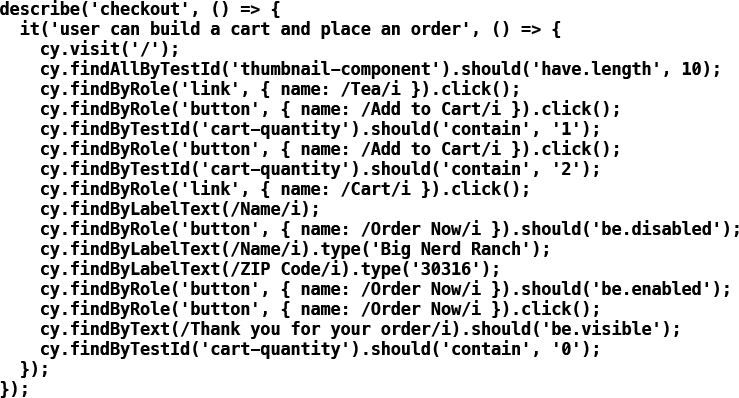 describe('checkout', () => {
  it('user can build a cart and place an order', () => {
    cy.visit('/');
    cy.findAllByTestId('thumbnail-component').should('have.length', 10);
    cy.findByRole('link', { name: /Tea/i }).click();
    cy.findByRole('button', { name: /Add to Cart/i }).click();
    cy.findByTestId('cart-quantity').should('contain', '1');
    cy.findByRole('button', { name: /Add to Cart/i }).click();
    cy.findByTestId('cart-quantity').should('contain', '2');
    cy.findByRole('link', { name: /Cart/i }).click();
    cy.findByLabelText(/Name/i);
    cy.findByRole('button', { name: /Order Now/i }).should('be.disabled');
    cy.findByLabelText(/Name/i).type('Big Nerd Ranch');
    cy.findByLabelText(/ZIP Code/i).type('30316');
    cy.findByRole('button', { name: /Order Now/i }).should('be.enabled');
    cy.findByRole('button', { name: /Order Now/i }).click();
    cy.findByText(/Thank you for your order/i).should('be.visible');
    cy.findByTestId('cart-quantity').should('contain', '0');
  });
});